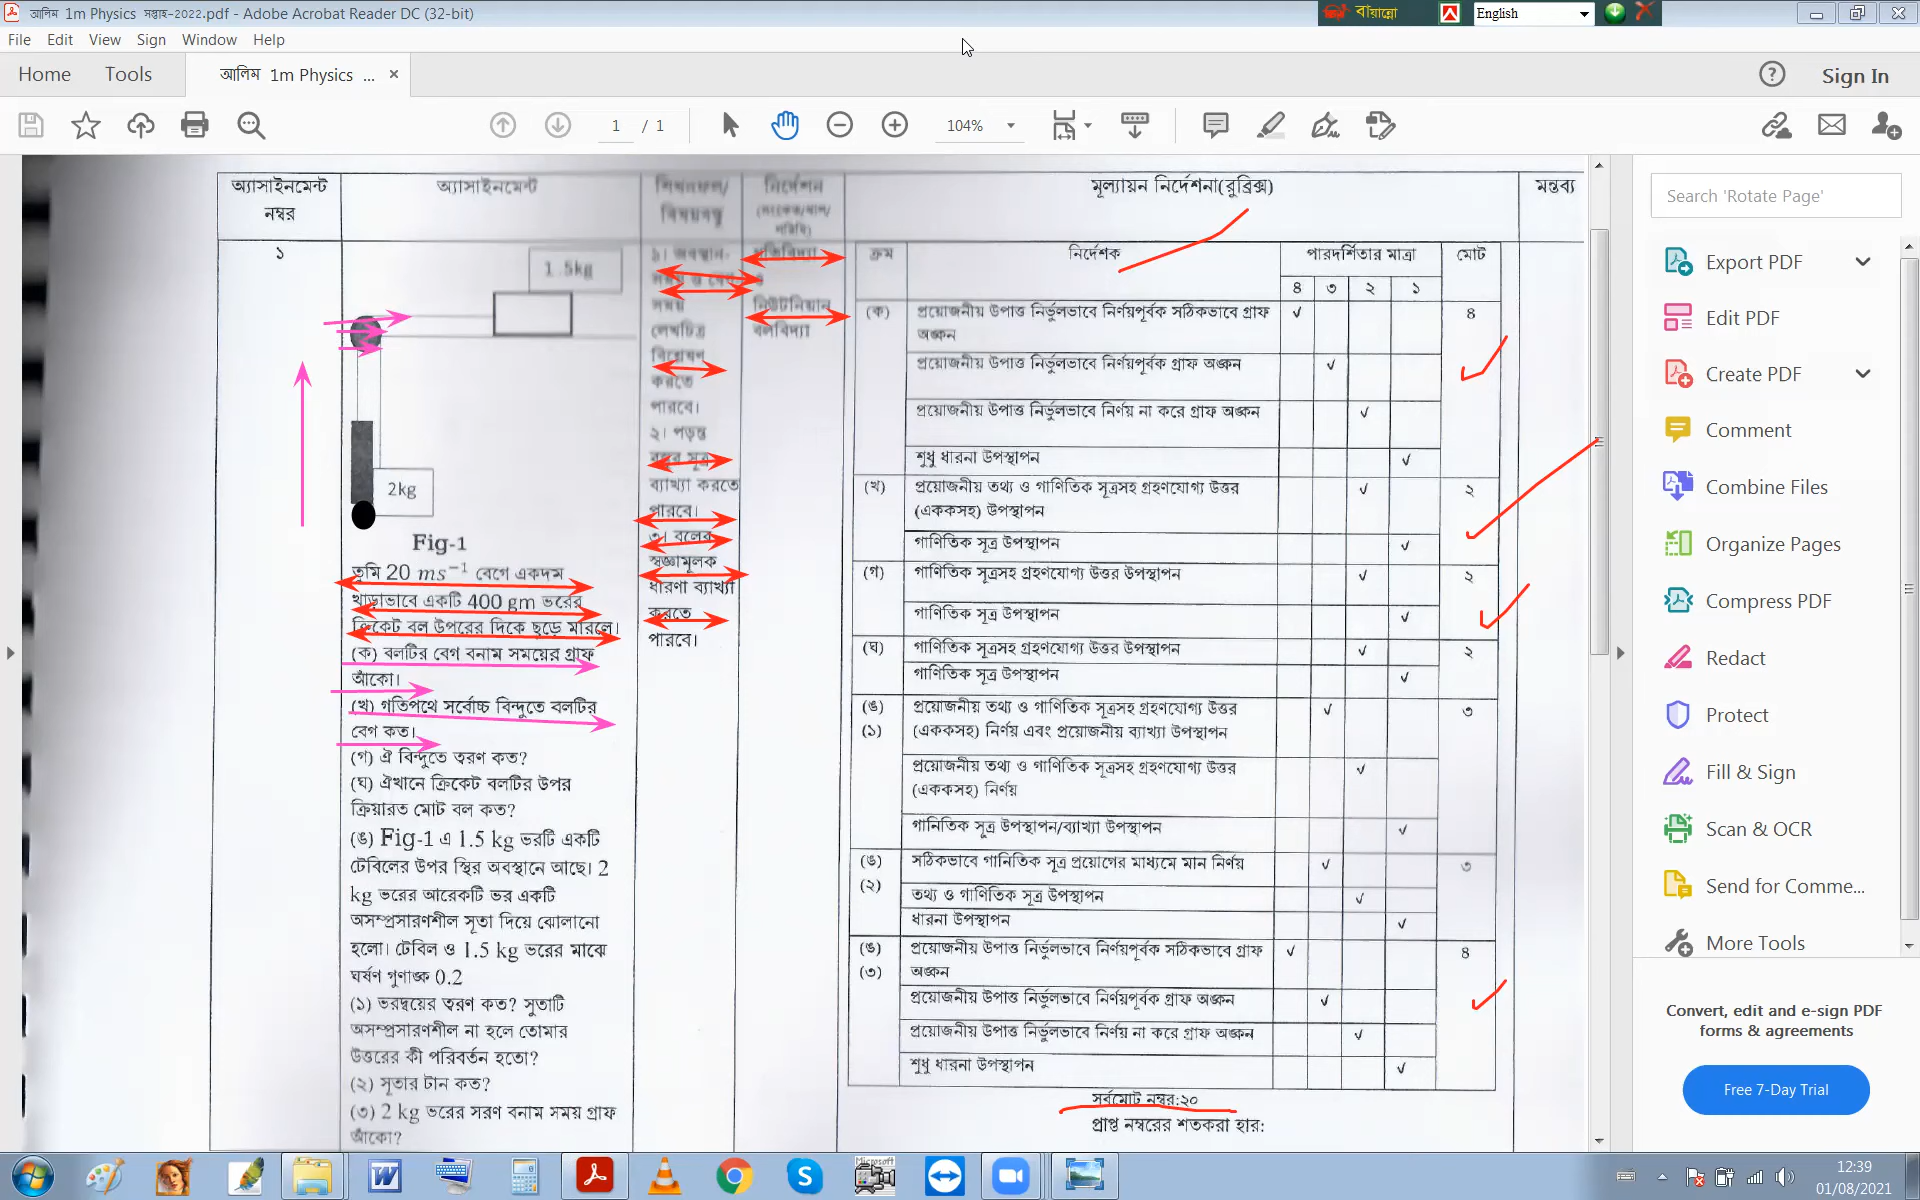 আলিম 1m Physics সপ্তাহ-2022.pdf - Adobe Acrobat Reader DC (32-bit)
বায়ান্নো
English
File Edit View Sign Window Help
Home Tools আলিম 1m Physics ... ×
Sign In
1 / 1
104%
অ্যাসাইনমেন্ট নম্বর
অ্যাসাইনমেন্ট
মূল্যায়ন নির্দেশনা(রুব্রিক্স)
মন্তব্য
১
1.5kg
2kg
Fig-1
তুমি 20 ms⁻¹ বেগে একদম
খাড়াভাবে একটি 400 gm ভরের
ক্রিকেট বল উপরের দিকে ছুড়ে মারলে।
(ক) বলটির বেগ বনাম সময়ের গ্রাফ
আঁকো।
(খ) গতিপথে সর্বোচ্চ বিন্দুতে বলটির
বেগ কত।
(গ) ঐ বিন্দুতে ত্বরণ কত?
(ঘ) ঐখানে ক্রিকেট বলটির উপর
ক্রিয়ারত মোট বল কত?
(ঙ) Fig-1 এ 1.5 kg ভরটি একটি
টেবিলের উপর স্থির অবস্থানে আছে। 2
kg ভরের আরেকটি ভর একটি
অসম্প্রসারণশীল সূতা দিয়ে ঝোলানো
হলো। টেবিল ও 1.5 kg ভরের মাঝে
ঘর্ষণ গুণাঙ্ক 0.2
(১) ভরদ্বয়ের ত্বরণ কত? সুতাটি
অসম্প্রসারণশীল না হলে তোমার
উত্তরের কী পরিবর্তন হতো?
(২) সূতার টান কত?
(৩) 2 kg ভরের সরণ বনাম সময় গ্রাফ
আঁকো?
সময়
লেখচিত্র
বিশ্লেষণ
করতে
পারবে।
২। পড়ন্ত
বস্তুর সূত্র
ব্যাখ্যা করতে
পারবে।
৩। বলের
স্বজ্ঞামূলক
ধারণা ব্যাখ্যা
করতে
পারবে।
গতিবিদ্যা
ও
নিউটনিয়ান
বলবিদ্যা
ক্রম নির্দেশক পারদর্শিতার মাত্রা মোট
৪ ৩ ২ ১
(ক) প্রয়োজনীয় উপাত্ত নির্ভুলভাবে নির্ণয়পূর্বক সঠিকভাবে গ্রাফ ✓ ৪
অঙ্কন
প্রয়োজনীয় উপাত্ত নির্ভুলভাবে নির্ণয়পূর্বক গ্রাফ অঙ্কন ✓
প্রয়োজনীয় উপাত্ত নির্ভুলভাবে নির্ণয় না করে গ্রাফ অঙ্কন ✓
শুধু ধারনা উপস্থাপন ✓
(খ) প্রয়োজনীয় তথ্য ও গাণিতিক সূত্রসহ গ্রহণযোগ্য উত্তর ✓ ২
(এককসহ) উপস্থাপন
গাণিতিক সূত্র উপস্থাপন ✓
(গ) গাণিতিক সূত্রসহ গ্রহণযোগ্য উত্তর উপস্থাপন ✓ ২
গাণিতিক সূত্র উপস্থাপন ✓
(ঘ) গাণিতিক সূত্রসহ গ্রহণযোগ্য উত্তর উপস্থাপন ✓ ২
গাণিতিক সূত্র উপস্থাপন ✓
(ঙ) প্রয়োজনীয় তথ্য ও গাণিতিক সূত্রসহ গ্রহণযোগ্য উত্তর ✓ ৩
(১) (এককসহ) নির্ণয় এবং প্রয়োজনীয় ব্যাখ্যা উপস্থাপন
প্রয়োজনীয় তথ্য ও গাণিতিক সূত্রসহ গ্রহণযোগ্য উত্তর ✓
(এককসহ) নির্ণয়
গানিতিক সূত্র উপস্থাপন/ব্যাখ্যা উপস্থাপন ✓
(ঙ) সঠিকভাবে গানিতিক সূত্র প্রয়োগের মাধ্যমে মান নির্ণয় ✓ ৩
(২) তথ্য ও গাণিতিক সূত্র উপস্থাপন ✓
ধারনা উপস্থাপন ✓
(ঙ) প্রয়োজনীয় উপাত্ত নির্ভুলভাবে নির্ণয়পূর্বক সঠিকভাবে গ্রাফ ✓ ৪
(৩) অঙ্কন
প্রয়োজনীয় উপাত্ত নির্ভুলভাবে নির্ণয়পূর্বক গ্রাফ অঙ্কন ✓
প্রয়োজনীয় উপাত্ত নির্ভুলভাবে নির্ণয় না করে গ্রাফ অঙ্কন ✓
শুধু ধারনা উপস্থাপন ✓
সর্বমোট নম্বর:২০
প্রাপ্ত নম্বরের শতকরা হার:
Search 'Rotate Page'
Export PDF
Edit PDF
Create PDF
Comment
Combine Files
Organize Pages
Compress PDF
Redact
Protect
Fill & Sign
Scan & OCR
Send for Comme...
More Tools
Convert, edit and e-sign PDF
forms & agreements
Free 7-Day Trial
12:39
01/08/2021